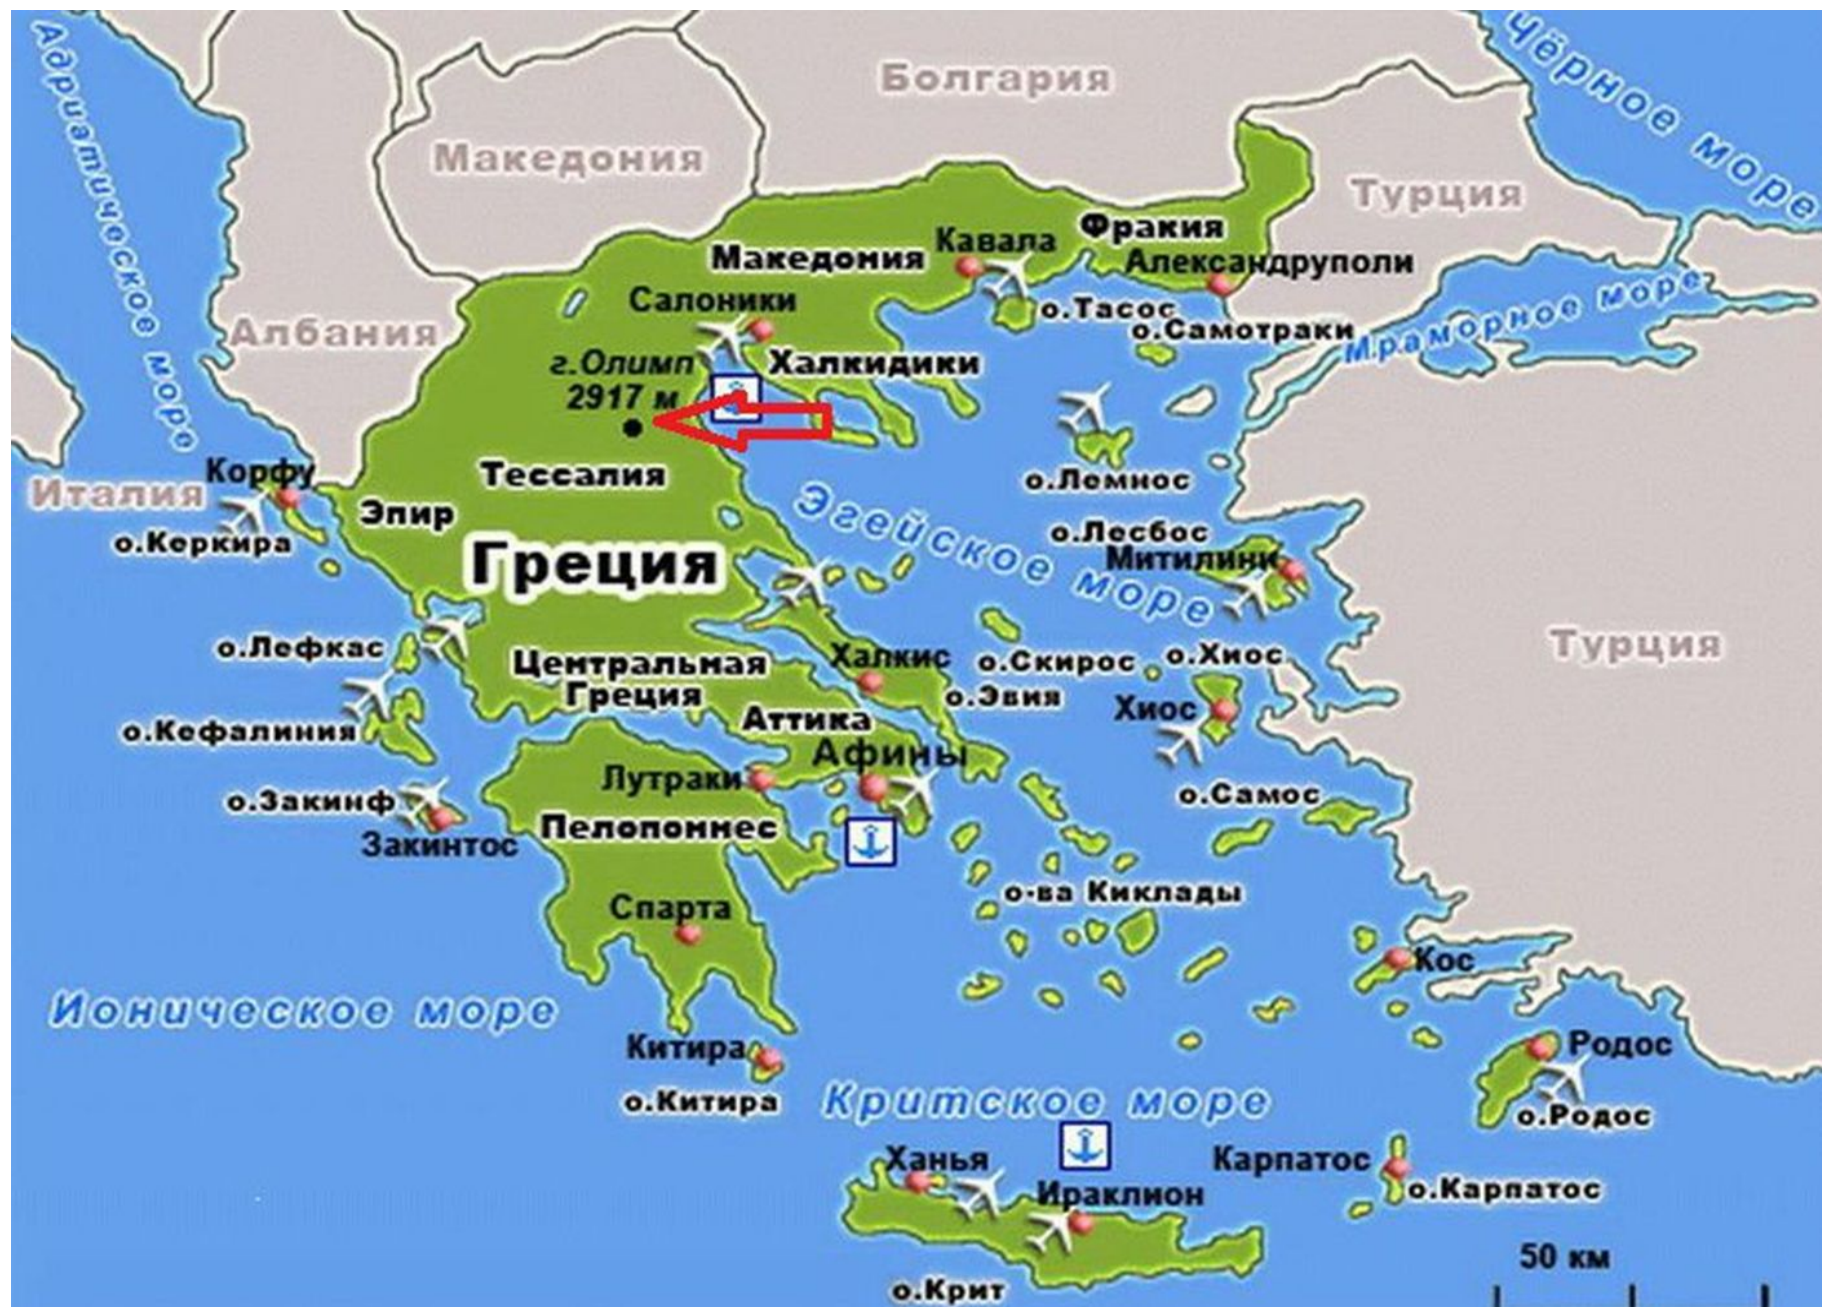 Адриатическое море
Чёрное море
Болгария
Македония
Турция
Фракия
Кавала
Македония
Александруполи
Салоники
о.Тасос
о.Самотраки
Мраморное море
Албания
г.Олимп
2917 м
Халкидики
Корфу
Тессалия
о.Лемнос
Италия
Эпир
Эгейское море
о.Керкира
о.Лесбос
Митилини
Греция
о.Лефкас
Центральная
Греция
Халкис
о.Скирос
о.Хиос
Турция
о.Эвия
Хиос
о.Кефалиния
Аттика
Афины
Лутраки
о.Закинф
о.Самос
Пелопоннес
Закинтос
о-ва Киклады
Спарта
Кос
Ионическое море
Китира
Родос
о.Китира
Критское море
о.Родос
Ханья
Карпатос
Ираклион
о.Карпатос
50 км
о.Крит